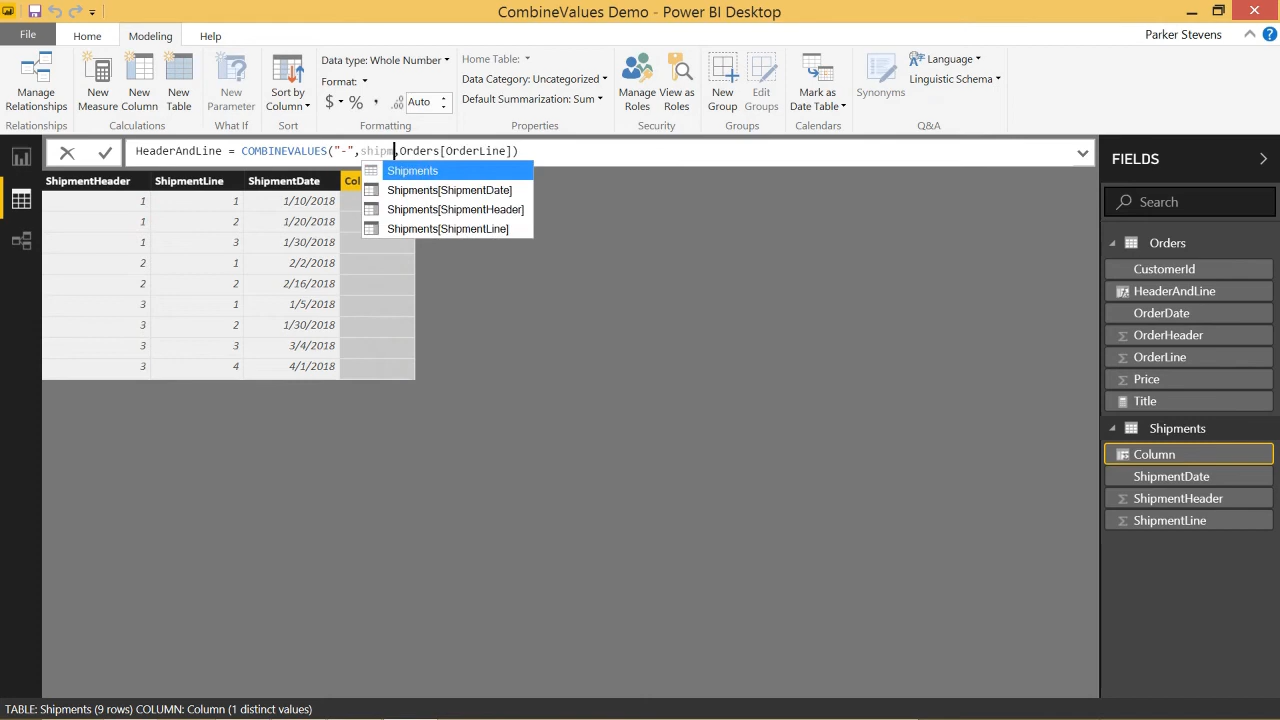 CombineValues Demo - Power BI Desktop
File
Home
Modeling
Help
Parker Stevens
Manage
Relationships
New
Measure
New
Column
New
Table
New
Parameter
Sort by
Column
Data type: Whole Number
Format:
$ % , .00 Auto
Home Table:
Data Category: Uncategorized
Default Summarization: Sum
Manage
Roles
View as
Roles
New
Group
Edit
Groups
Mark as
Date Table
Synonyms
Language
Linguistic Schema
Relationships
Calculations
What If
Sort
Formatting
Properties
Security
Groups
Calendars
Q&A
HeaderAndLine = COMBINEVALUES("-",shipm,Orders[OrderLine])
Shipments
Shipments[ShipmentDate]
Shipments[ShipmentHeader]
Shipments[ShipmentLine]
ShipmentHeader ShipmentLine ShipmentDate Col
1 1 1/10/2018
1 2 1/20/2018
1 3 1/30/2018
2 1 2/2/2018
2 2 2/16/2018
3 1 1/5/2018
3 2 1/30/2018
3 3 3/4/2018
3 4 4/1/2018
FIELDS
Search
Orders
CustomerId
HeaderAndLine
OrderDate
OrderHeader
OrderLine
Price
Title
Shipments
Column
ShipmentDate
ShipmentHeader
ShipmentLine
TABLE: Shipments (9 rows) COLUMN: Column (1 distinct values)